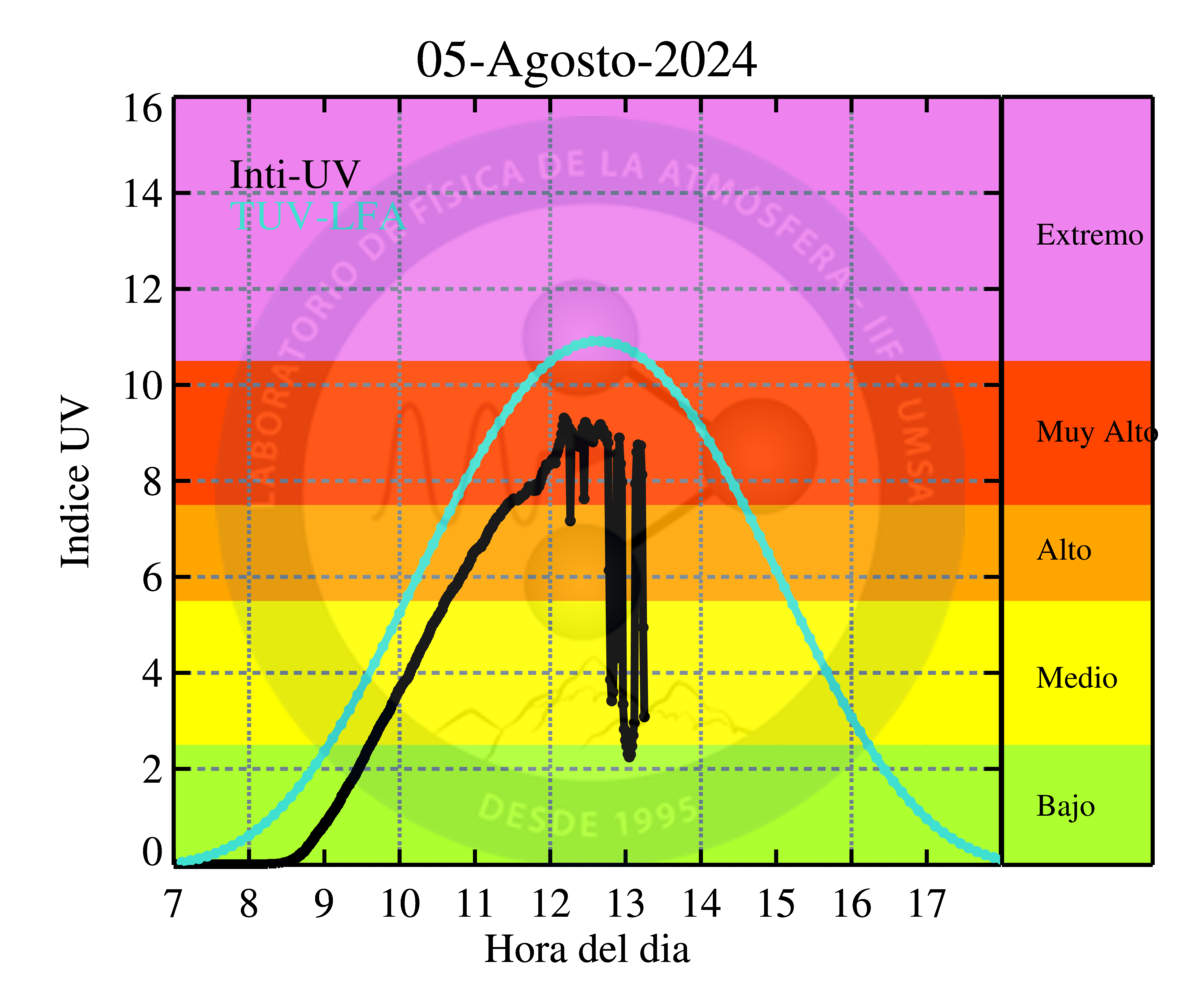 05-Agosto-2024
16
14
12
10
8
6
4
2
0
Indice UV
Inti-UV
TUV-LFA
LABORATORIO DE FÍSICA DE LA ATMÓSFERA - IIF - UMSA
DESDE 1995
Extremo
Muy Alto
Alto
Medio
Bajo
7 8 9 10 11 12 13 14 15 16 17
Hora del dia